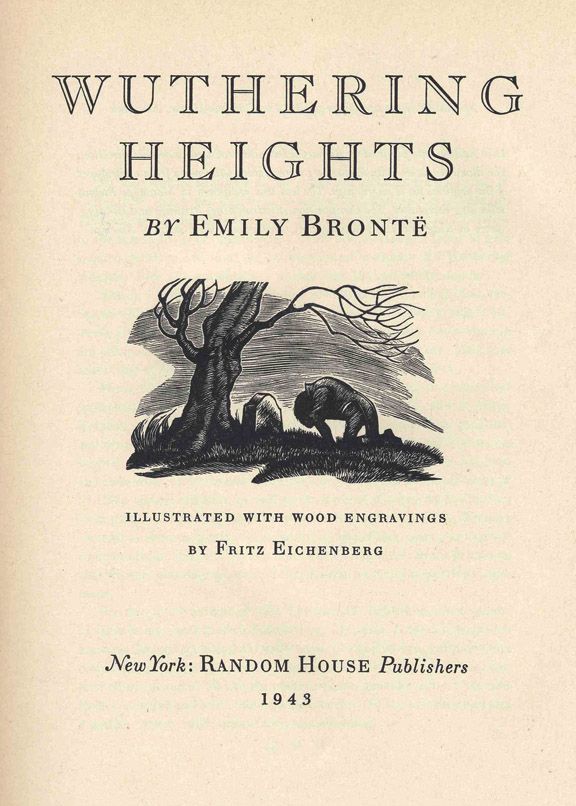 WUTHERING
HEIGHTS
BY EMILY BRONTË
ILLUSTRATED WITH WOOD ENGRAVINGS
BY FRITZ EICHENBERG
New York: RANDOM HOUSE Publishers
1943